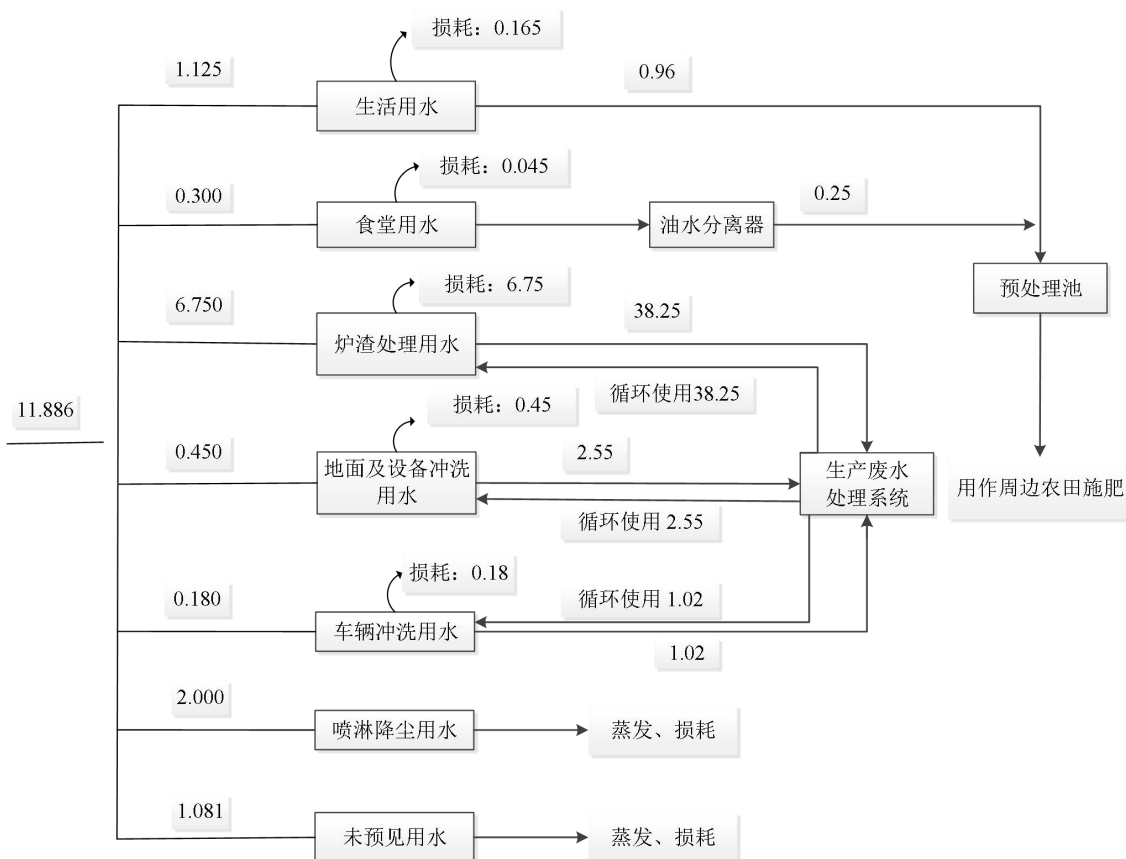 损耗：0.165
1.125
0.96
生活用水
损耗：0.045
0.300
0.25
食堂用水
油水分离器
损耗：6.75
预处理池
6.750
38.25
炉渣处理用水
循环使用38.25
损耗：0.45
11.886
0.450
2.55
地面及设备冲洗
用水
生产废水
处理系统
用作周边农田施肥
循环使用 2.55
损耗：0.18
0.180
循环使用 1.02
车辆冲洗用水
1.02
2.000
喷淋降尘用水
蒸发、损耗
1.081
未预见用水
蒸发、损耗